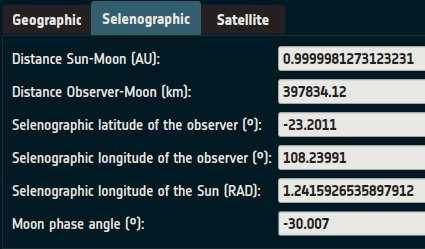 Geographic Selenographic Satellite
Distance Sun-Moon (AU): 0.9999981273123231
Distance Observer-Moon (km): 397834.12
Selenographic latitude of the observer (º): -23.2011
Selenographic longitude of the observer (º): 108.23991
Selenographic longitude of the Sun (RAD): 1.2415926535897912
Moon phase angle (º): -30.007